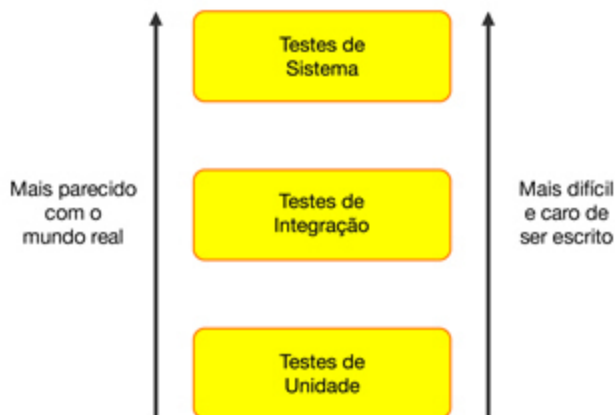 Testes de
Sistema
Mais parecido
com o
mundo real
Testes de
Integração
Mais difícil
e caro de
ser escrito
Testes de
Unidade